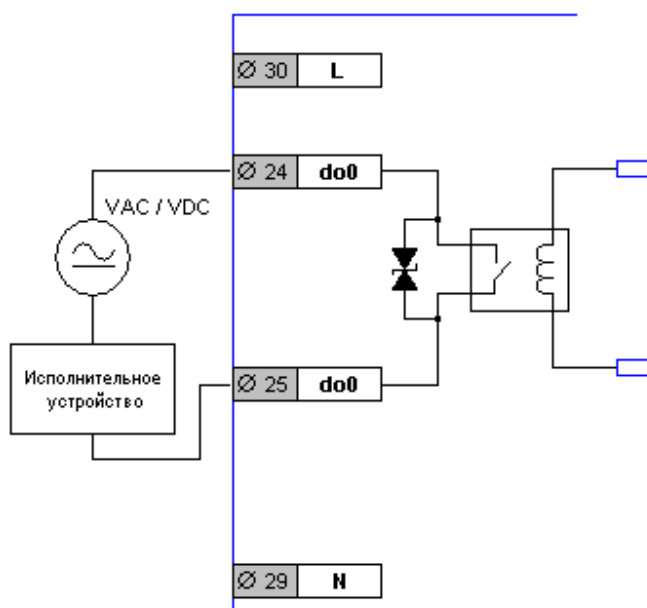 Ø 30 L
Ø 24 do0
VAC / VDC
Исполнительное
устройство
Ø 25 do0
Ø 29 N